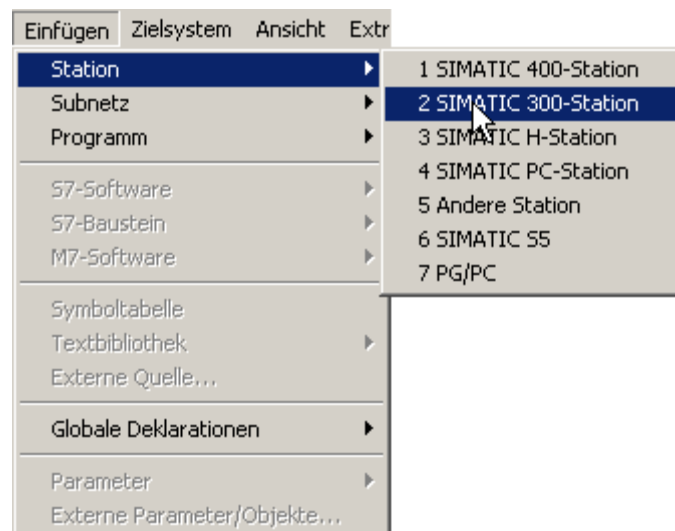 Einfügen Zielsystem Ansicht Extr
Station
Subnetz
Programm
S7-Software
S7-Baustein
M7-Software
Symboltabelle
Textbibliothek
Externe Quelle...
Globale Deklarationen
Parameter
Externe Parameter/Objekte...
1 SIMATIC 400-Station
2 SIMATIC 300-Station
3 SIMATIC H-Station
4 SIMATIC PC-Station
5 Andere Station
6 SIMATIC S5
7 PG/PC